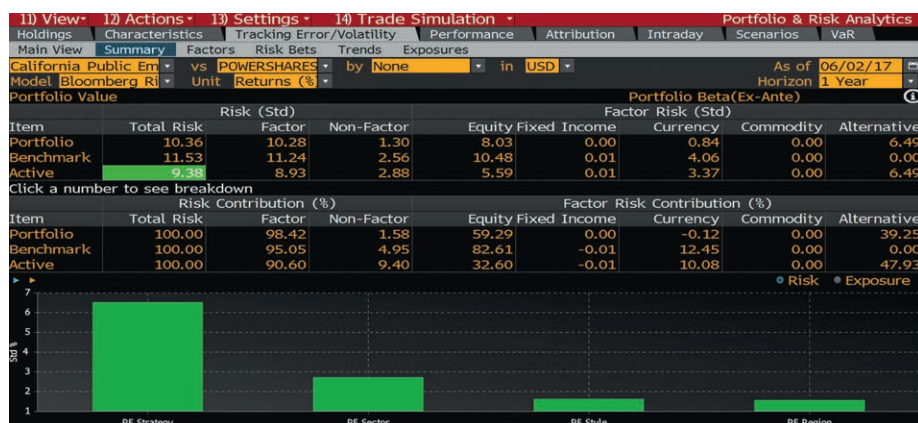 11) View 12) Actions 13) Settings 14) Trade Simulation Portfolio & Risk Analytics
Holdings Characteristics Tracking Error/Volatility Performance Attribution Intraday Scenarios VaR
Main View Summary Factors Risk Bets Trends Exposures
California Public Em vs POWERSHARES by None in USD As of 06/02/17
Model Bloomberg Ri Unit Returns (% Horizon 1 Year
Portfolio Value Portfolio Beta(Ex-Ante)
Risk (Std) Factor Risk (Std)
Item Total Risk Factor Non-Factor Equity Fixed Income Currency Commodity Alternative
Portfolio 10.36 10.28 1.30 8.03 0.00 0.84 0.00 6.49
Benchmark 11.53 11.24 2.56 10.48 0.01 4.06 0.00 0.00
Active 9.38 8.93 2.88 5.59 0.01 3.37 0.00 6.49
Click a number to see breakdown
Risk Contribution (%) Factor Risk Contribution (%)
Item Total Risk Factor Non-Factor Equity Fixed Income Currency Commodity Alternative
Portfolio 100.00 98.42 1.58 59.29 0.00 -0.12 0.00 39.25
Benchmark 100.00 95.05 4.95 82.61 -0.01 12.45 0.00 0.00
Active 100.00 90.60 9.40 32.60 -0.01 10.08 0.00 47.93
Risk Exposure
7
6
5
4
3
2
1
Std %
RF Strategy RF Sector RF Style RF Region